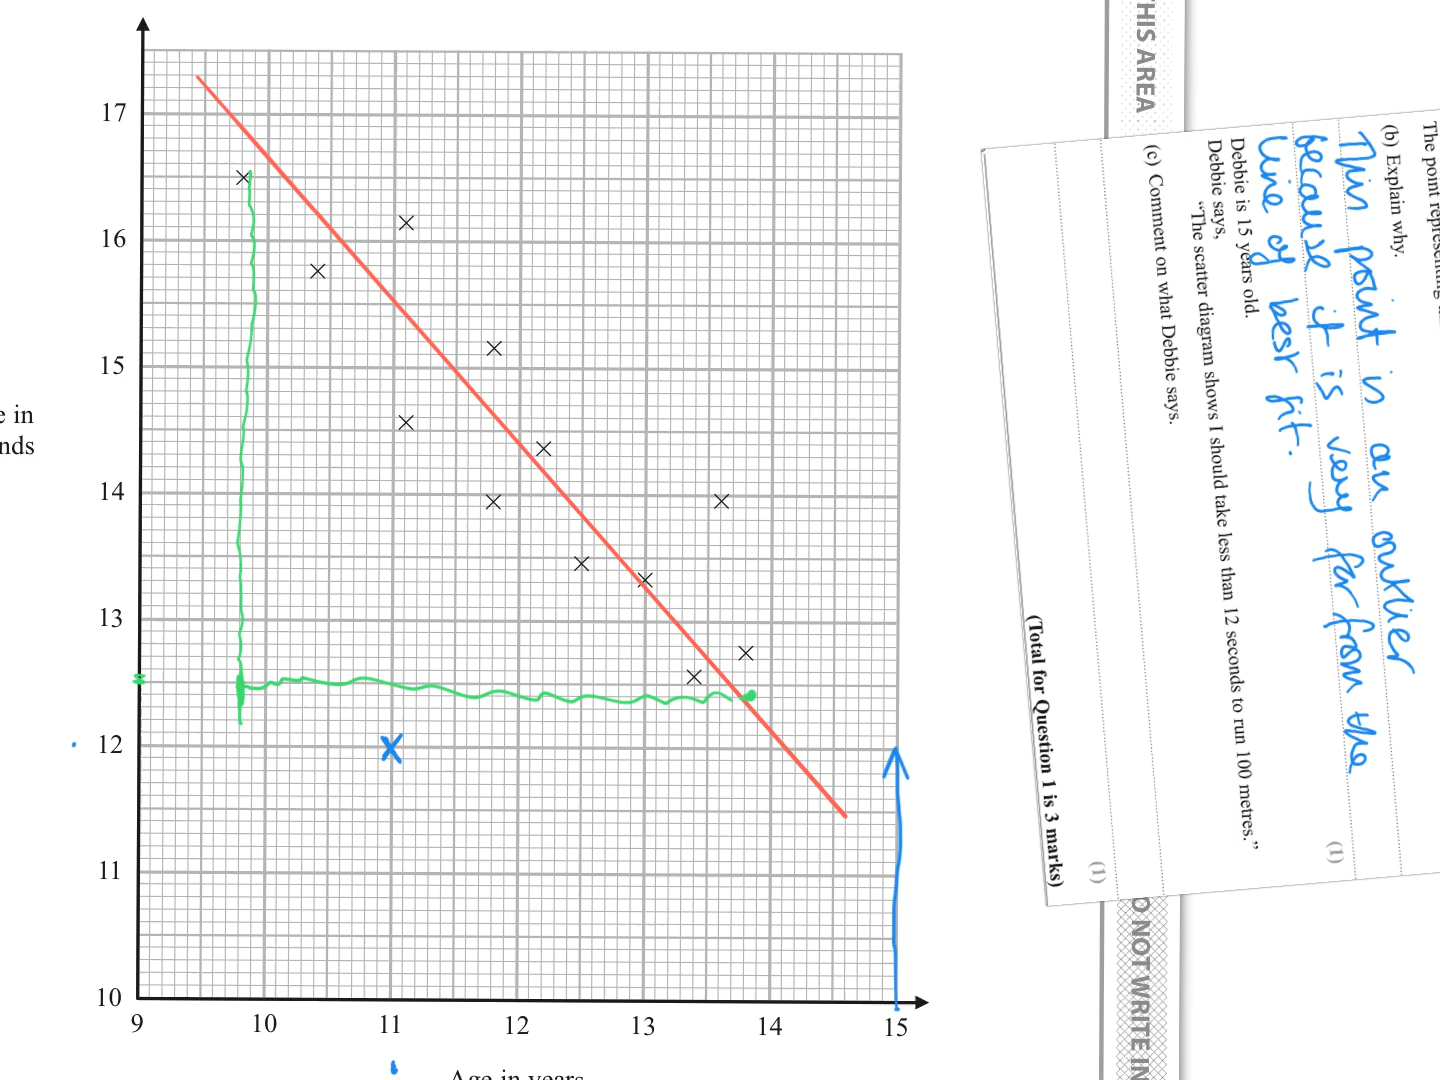 17
16
15
14
13
12
11
10
9
10
11
12
13
14
15
e in
nds
Age in years
THIS AREA
O NOT WRITE IN
The point representing
(b) Explain why.
This point is an outlier
because it is very far from the
line of best fit.
(1)
Debbie is 15 years old.
Debbie says,
“The scatter diagram shows I should take less than 12 seconds to run 100 metres.”
(c) Comment on what Debbie says.
(1)
(Total for Question 1 is 3 marks)